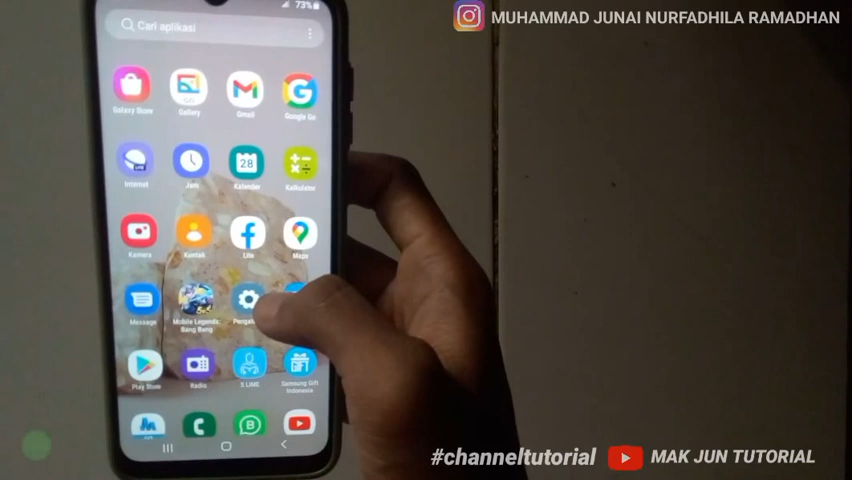 MUHAMMAD JUNAI NURFADHILA RAMADHAN
73%
Cari aplikasi
Galaxy Store
Gallery
Gmail
Google Go
Internet
Jam
28
Kalender
Kalkulator
Kamera
Kontak
Lite
Maps
Message
Mobile Legends:
Bang Bang
Play Store
Radio
S LIME
Samsung Gift
Indonesia
#channeltutorial
MAK JUN TUTORIAL